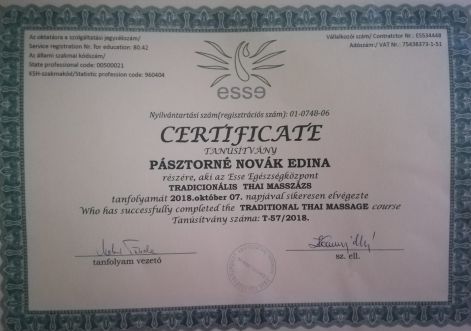 Az oktatásra a szolgáltatási jegyzékszám/
Service registration Nr. for education: 80.42
Az állami szakmai kódszám/
State professional code: 00500021
KSH-szakmakód/Statistic profession code: 960404
Vállalkozói szám/ Contratctor Nr.: ES534448
Adószám:/ VAT Nr.: 75438373-1-51
esse
Nyilvántartási szám(regisztrációs szám): 01-0748-06
CERTIFICATE
TANÚSÍTVÁNY
PÁSZTORNÉ NOVÁK EDINA
részére, aki az Esse Egészségközpont
TRADICIONÁLIS THAI MASSZÁZS
tanfolyamát 2018.október 07. napjával sikeresen elvégezte
Who has successfully completed the TRADITIONAL THAI MASSAGE course
Tanúsítvány száma: T-57/2018.
tanfolyam vezető
sz. ell.